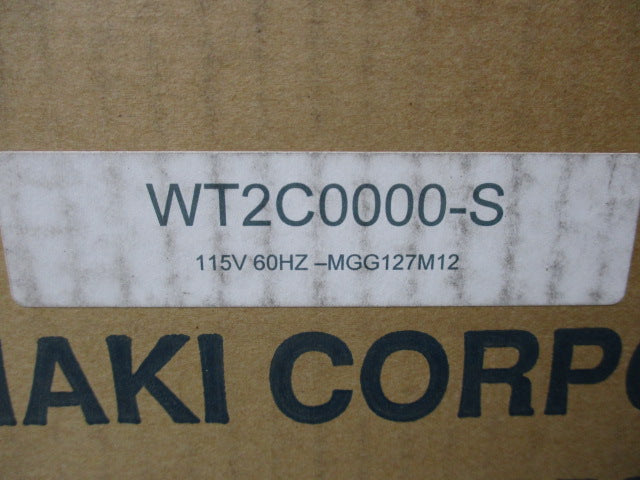 WT2C0000-S
115V 60HZ –MGG127M12
AKI CORP